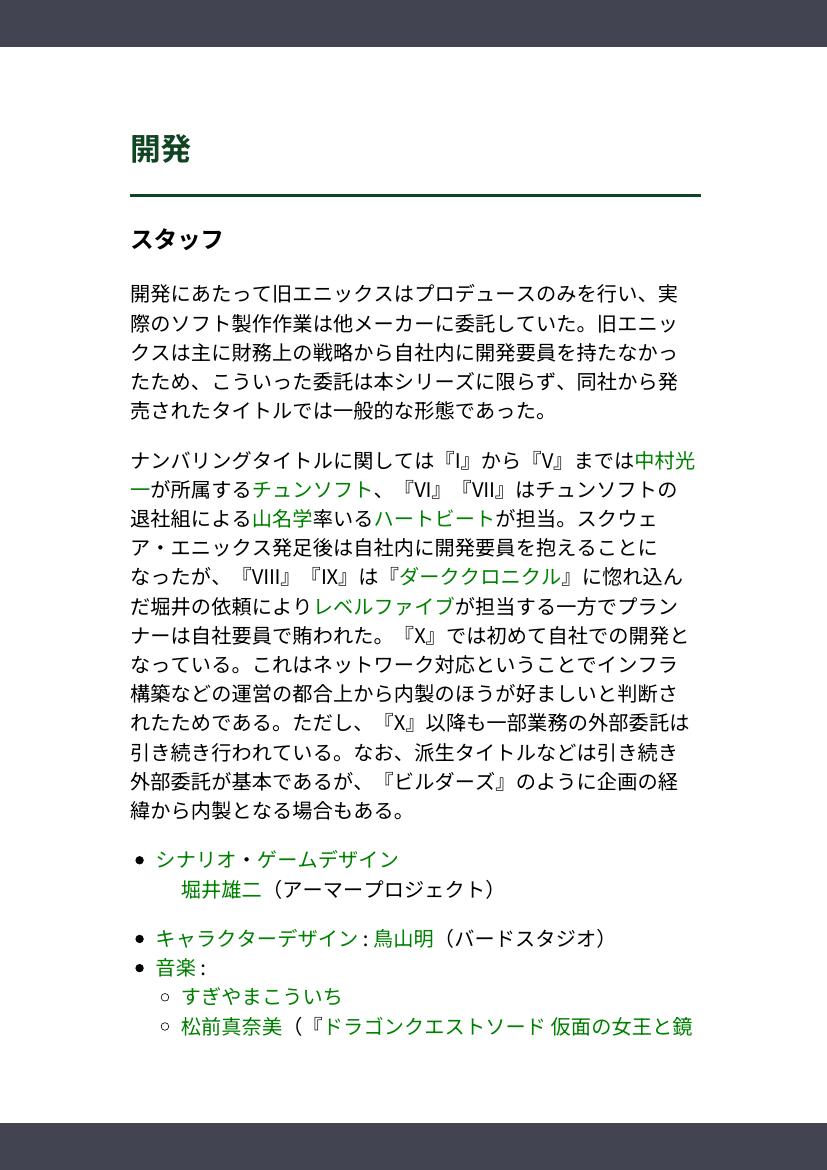 開発
スタッフ
開発にあたって旧エニックスはプロデュースのみを行い、実
際のソフト製作作業は他メーカーに委託していた。旧エニッ
クスは主に財務上の戦略から自社内に開発要員を持たなかっ
たため、こういった委託は本シリーズに限らず、同社から発
売されたタイトルでは一般的な形態であった。
ナンバリングタイトルに関しては『I』から『V』までは中村光
一が所属するチュンソフト、『VI』『VII』はチュンソフトの
退社組による山名学率いるハートビートが担当。スクウェ
ア・エニックス発足後は自社内に開発要員を抱えることに
なったが、『VIII』『IX』は『ダーククロニクル』に惚れ込ん
だ堀井の依頼によりレベルファイブが担当する一方でプラン
ナーは自社要員で賄われた。『X』では初めて自社での開発と
なっている。これはネットワーク対応ということでインフラ
構築などの運営の都合上から内製のほうが好ましいと判断さ
れたためである。ただし、『X』以降も一部業務の外部委託は
引き続き行われている。なお、派生タイトルなどは引き続き
外部委託が基本であるが、『ビルダーズ』のように企画の経
緯から内製となる場合もある。
• シナリオ・ゲームデザイン
堀井雄二（アーマープロジェクト）
• キャラクターデザイン : 鳥山明（バードスタジオ）
• 音楽 :
◦ すぎやまこういち
◦ 松前真奈美（『ドラゴンクエストソード 仮面の女王と鏡